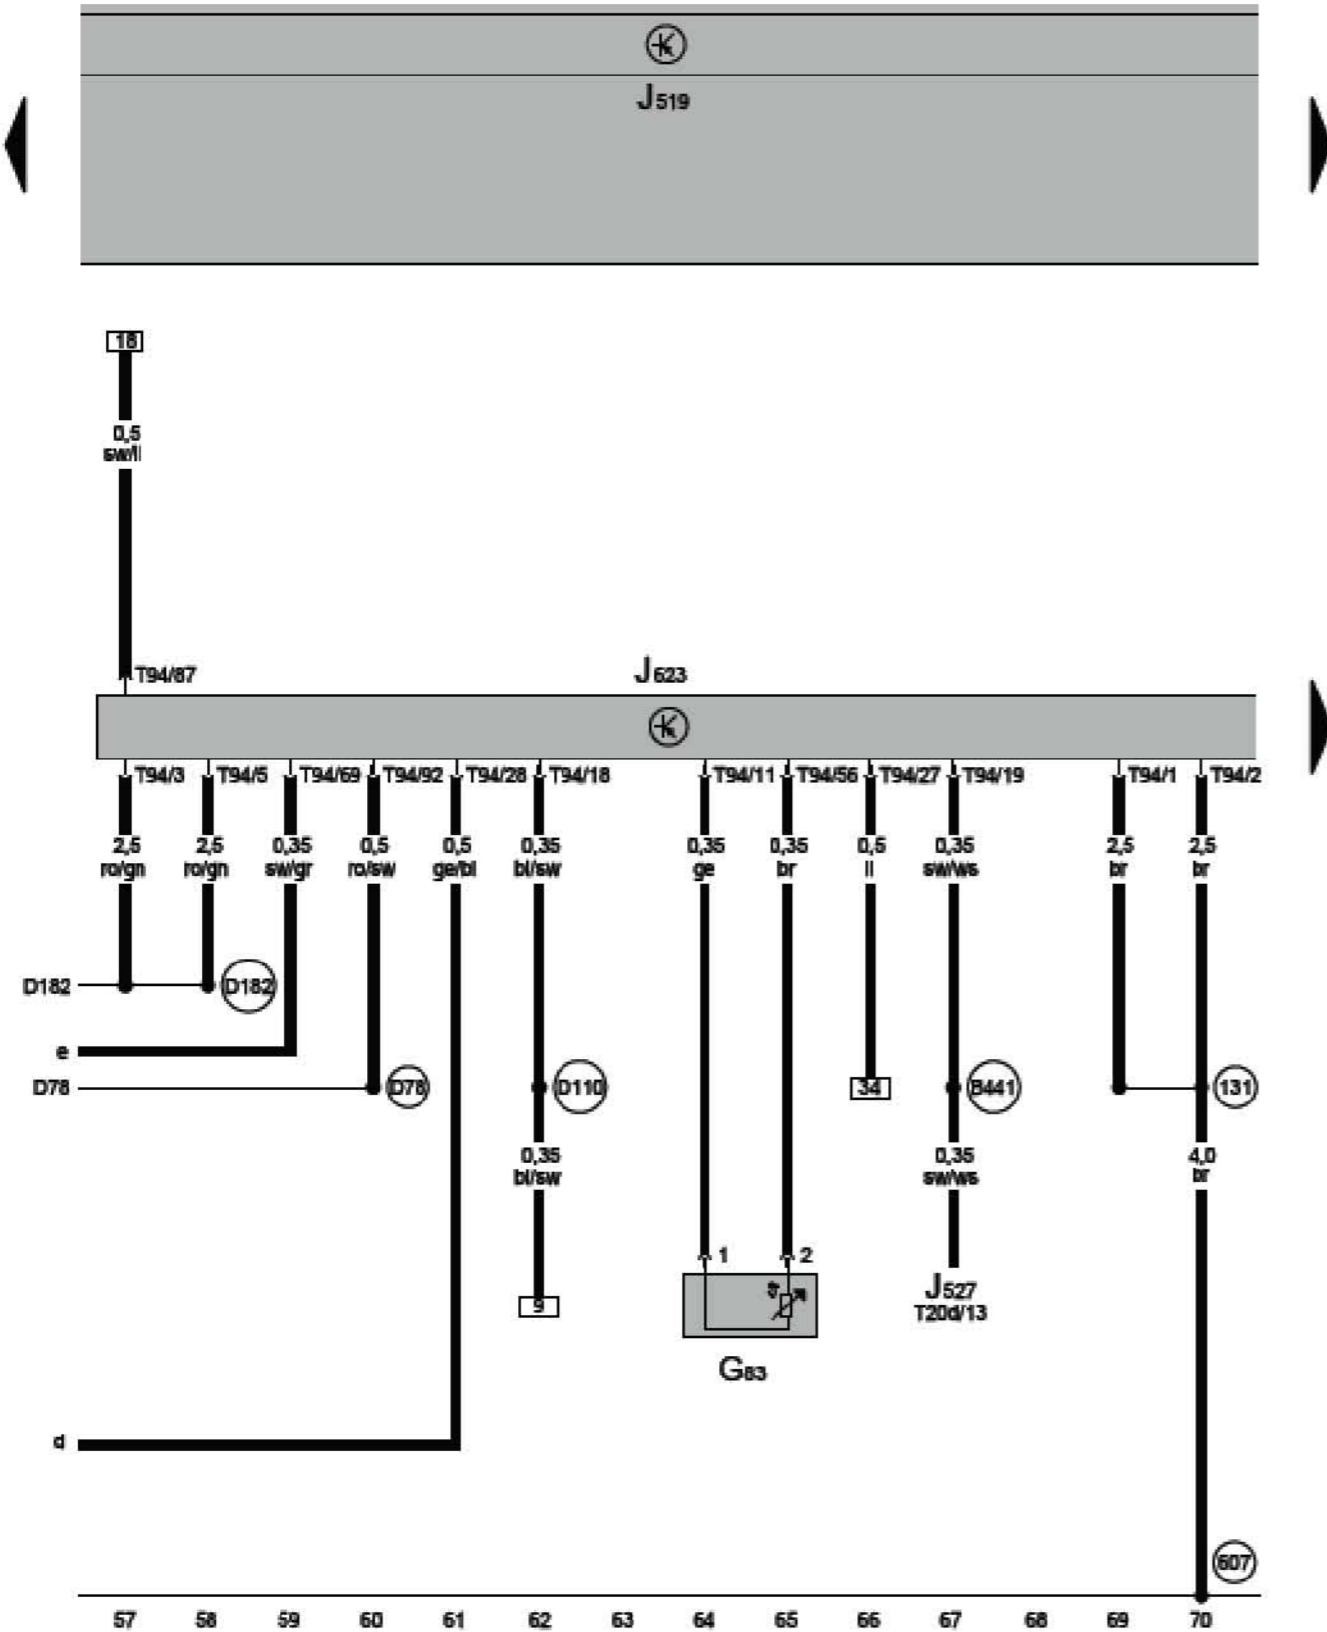 J519
18
0,5
sw/li
T94/87
J623
T94/3 T94/5 T94/69 T94/92 T94/28 T94/18 T94/11 T94/56 T94/27 T94/19 T94/1 T94/2
2,5 2,5 0,35 0,5 0,5 0,35 0,35 0,35 0,5 0,35 2,5 2,5
ro/gn ro/gn sw/gr ro/sw ge/bl bl/sw ge br li sw/ws br br
D182 D182
e
D78 D78 D110 34 B441 131
0,35 0,35 4,0
bl/sw sw/ws br
1 2
9 J527
T20d/13
G83
d
607
57 58 59 60 61 62 63 64 65 66 67 68 69 70